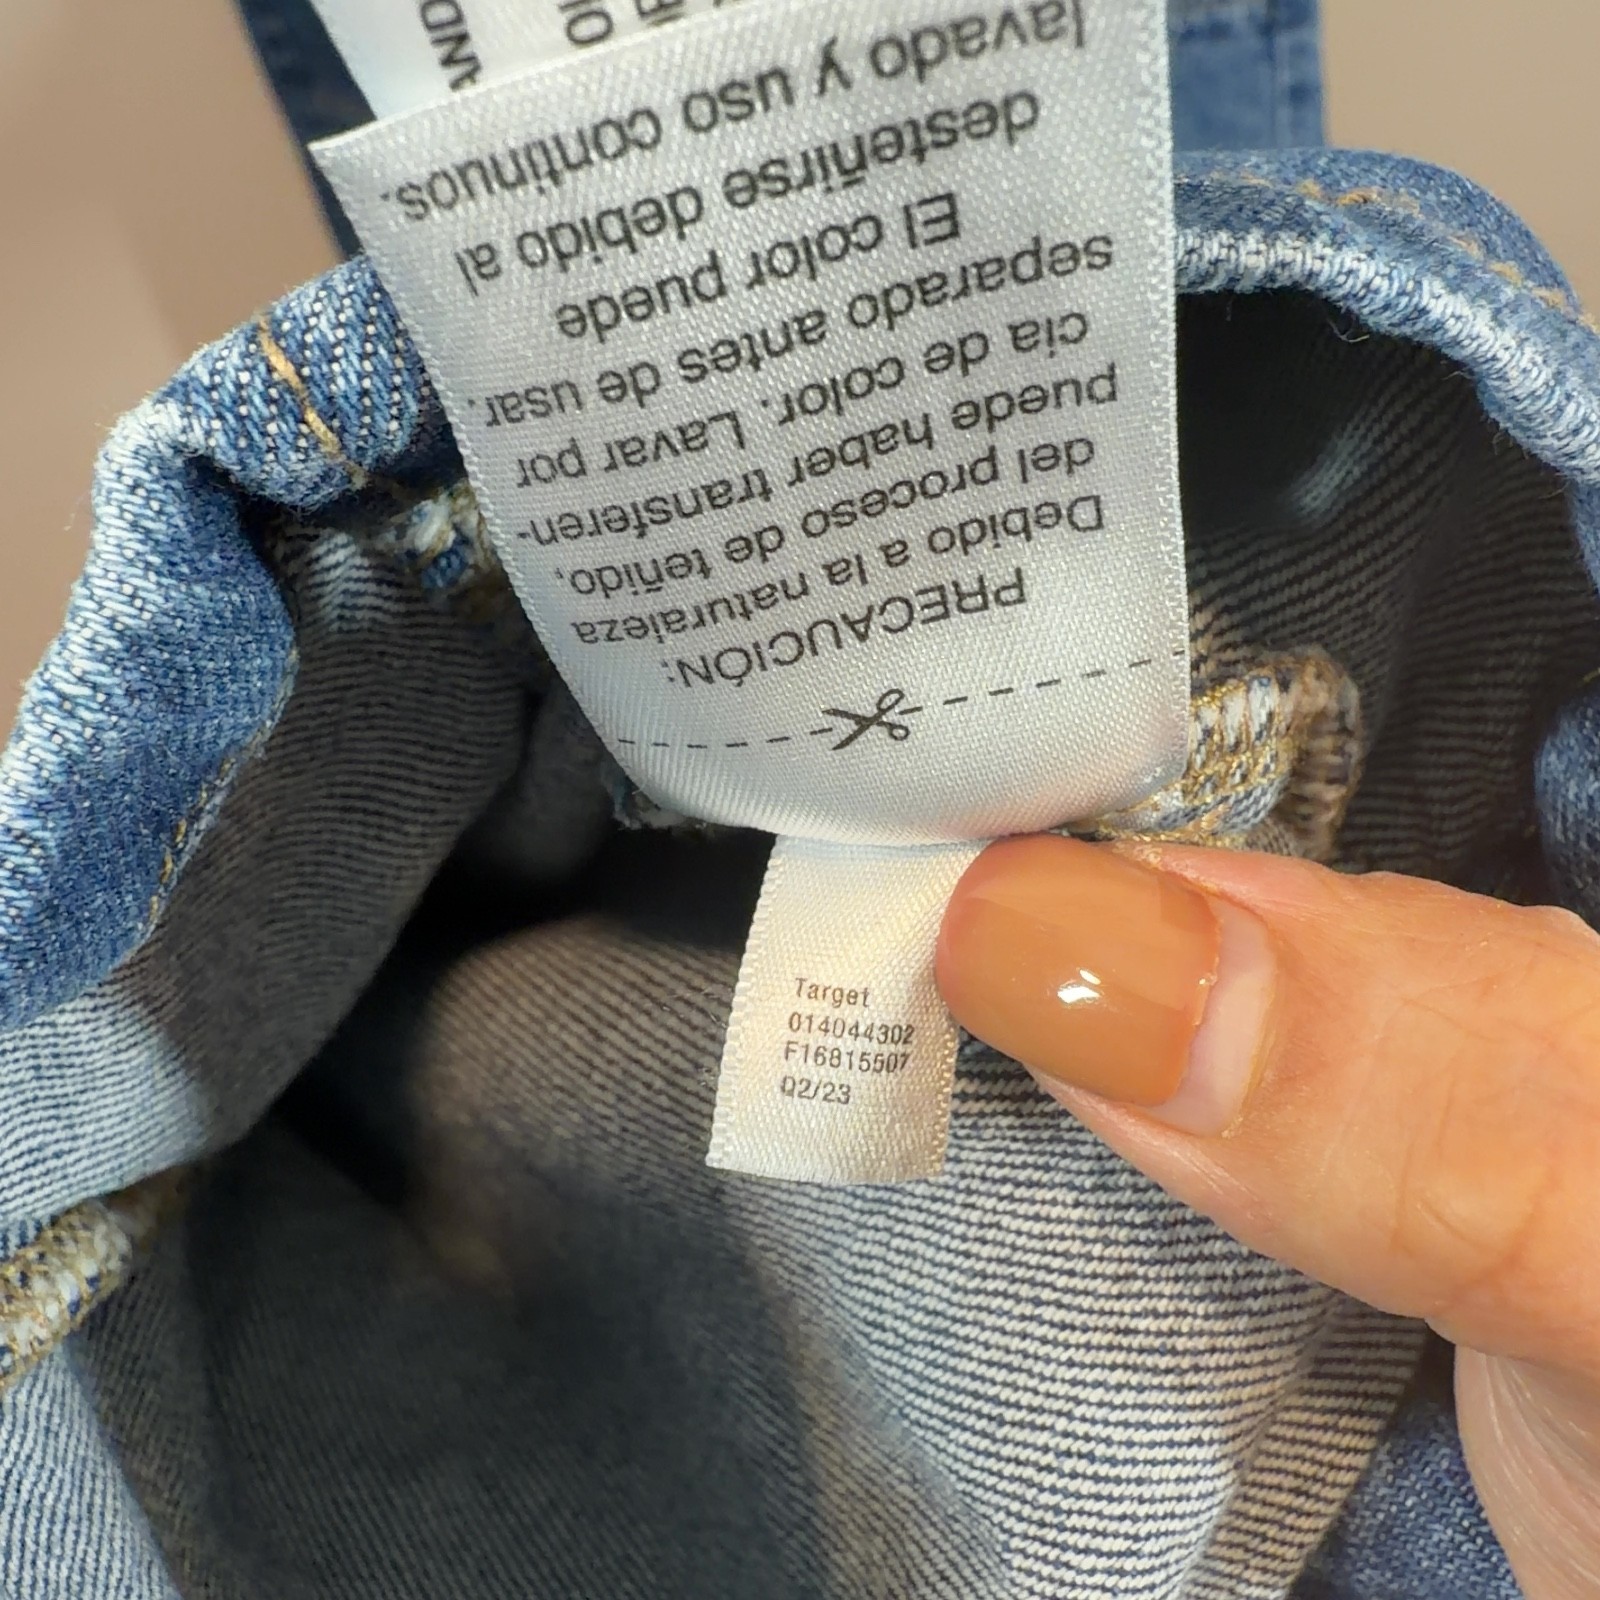 PRECAUCIÓN:
Debido a la naturaleza
del proceso de teñido,
puede haber transferen-
cia de color. Lavar por
separado antes de usar.
El color puede
desteñirse debido al
lavado y uso continuos.
Target
014044302
F16815507
Q2/23